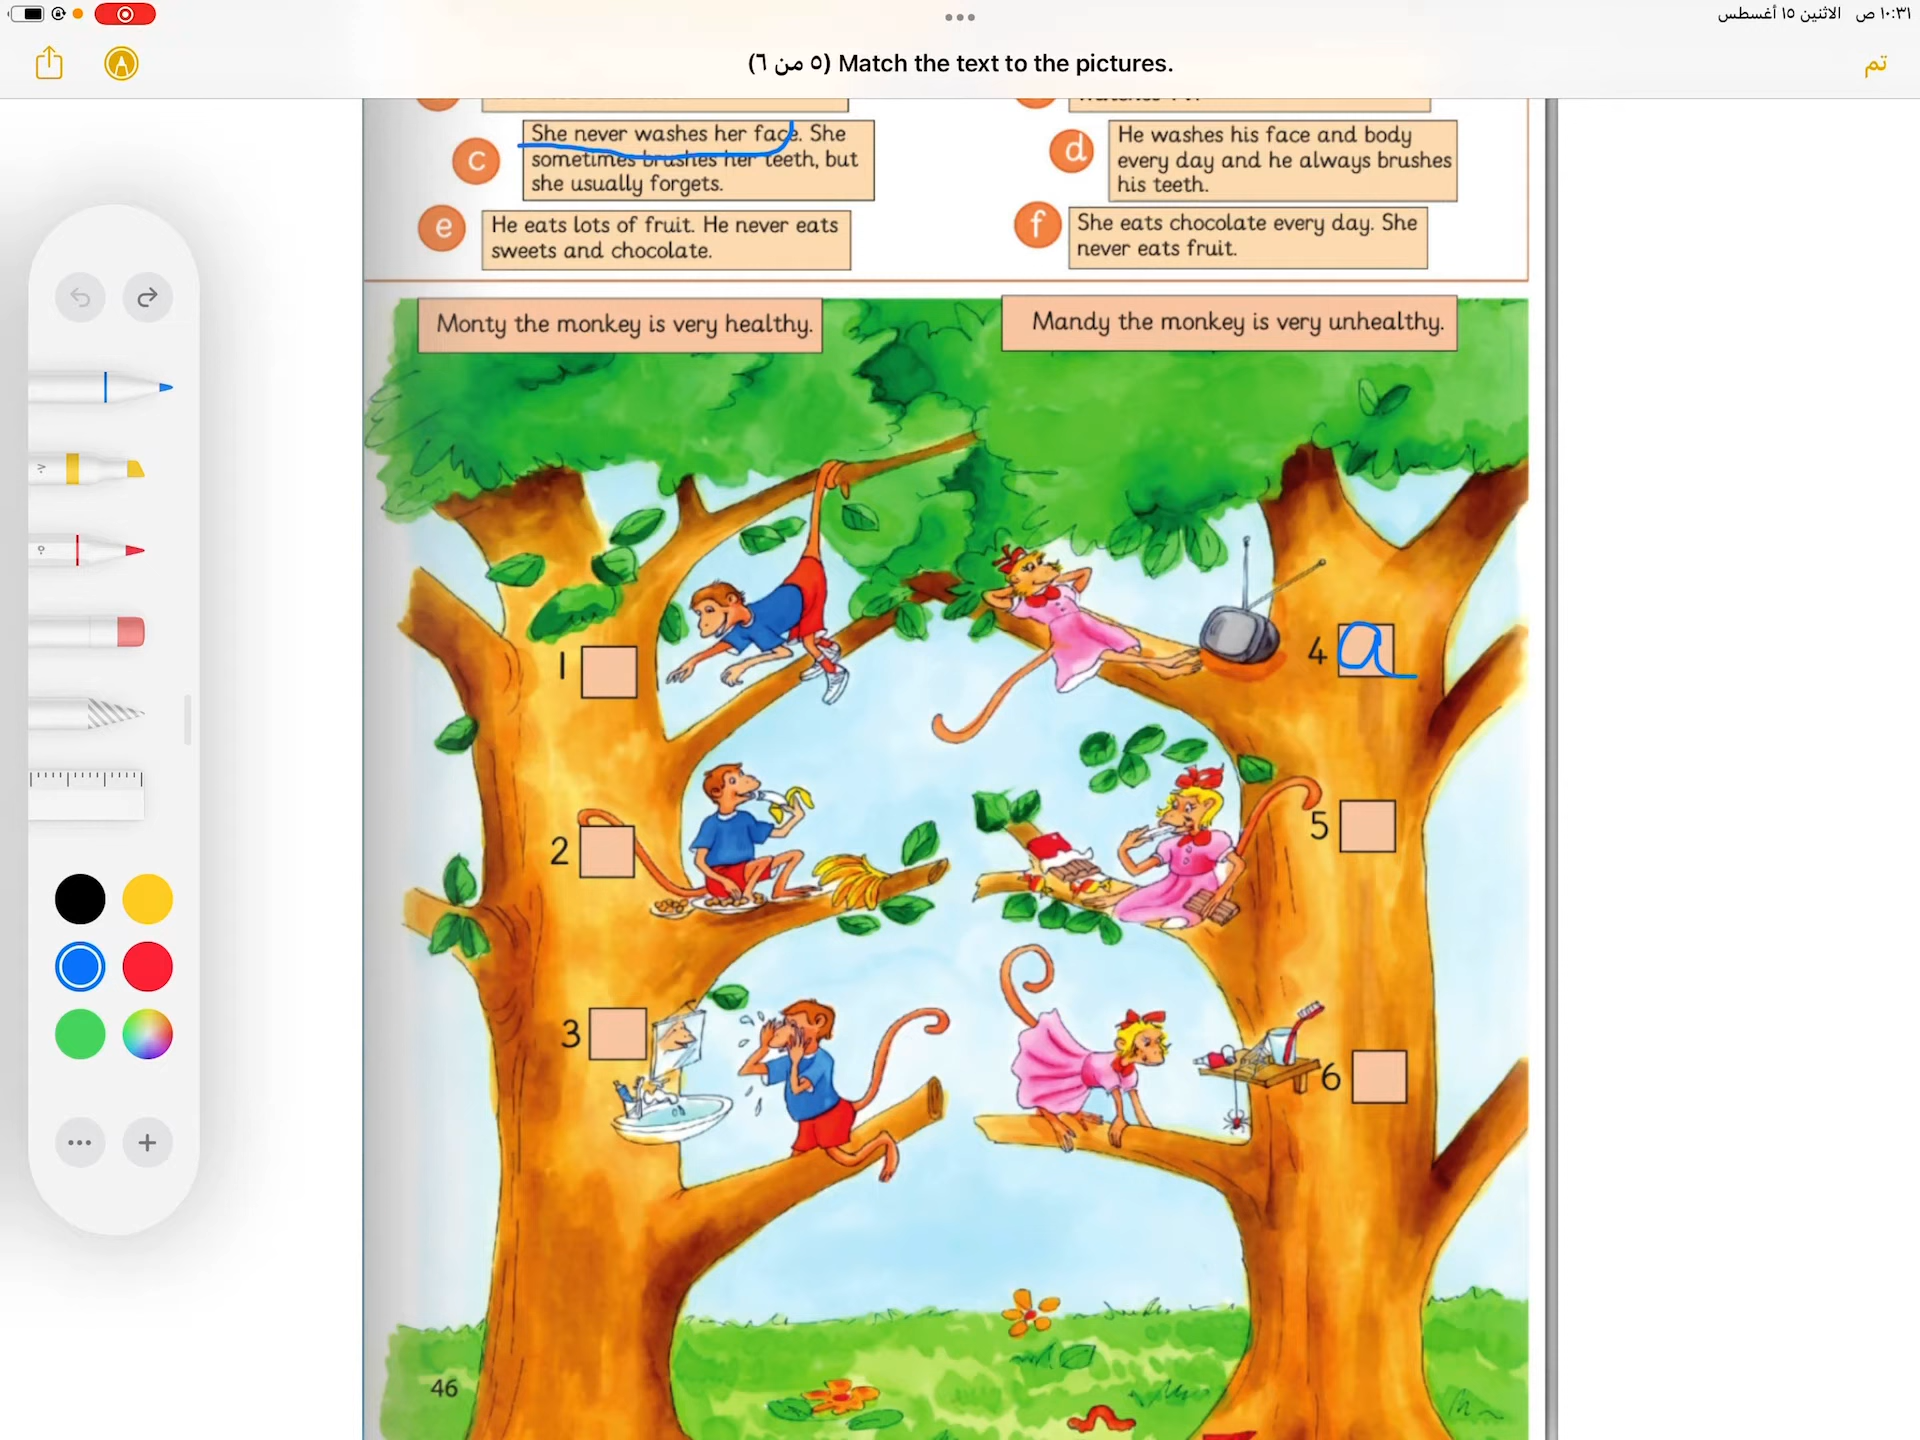 ١٠:٣١ ص الاثنين ١٥ أغسطس
Match the text to the pictures. (٥ من ٦)
تم
c
She never washes her face. She
sometimes brushes her teeth, but
she usually forgets.
d
He washes his face and body
every day and he always brushes
his teeth.
e
He eats lots of fruit. He never eats
sweets and chocolate.
f
She eats chocolate every day. She
never eats fruit.
Monty the monkey is very healthy.
Mandy the monkey is very unhealthy.
1
4 a
2
5
3
6
46